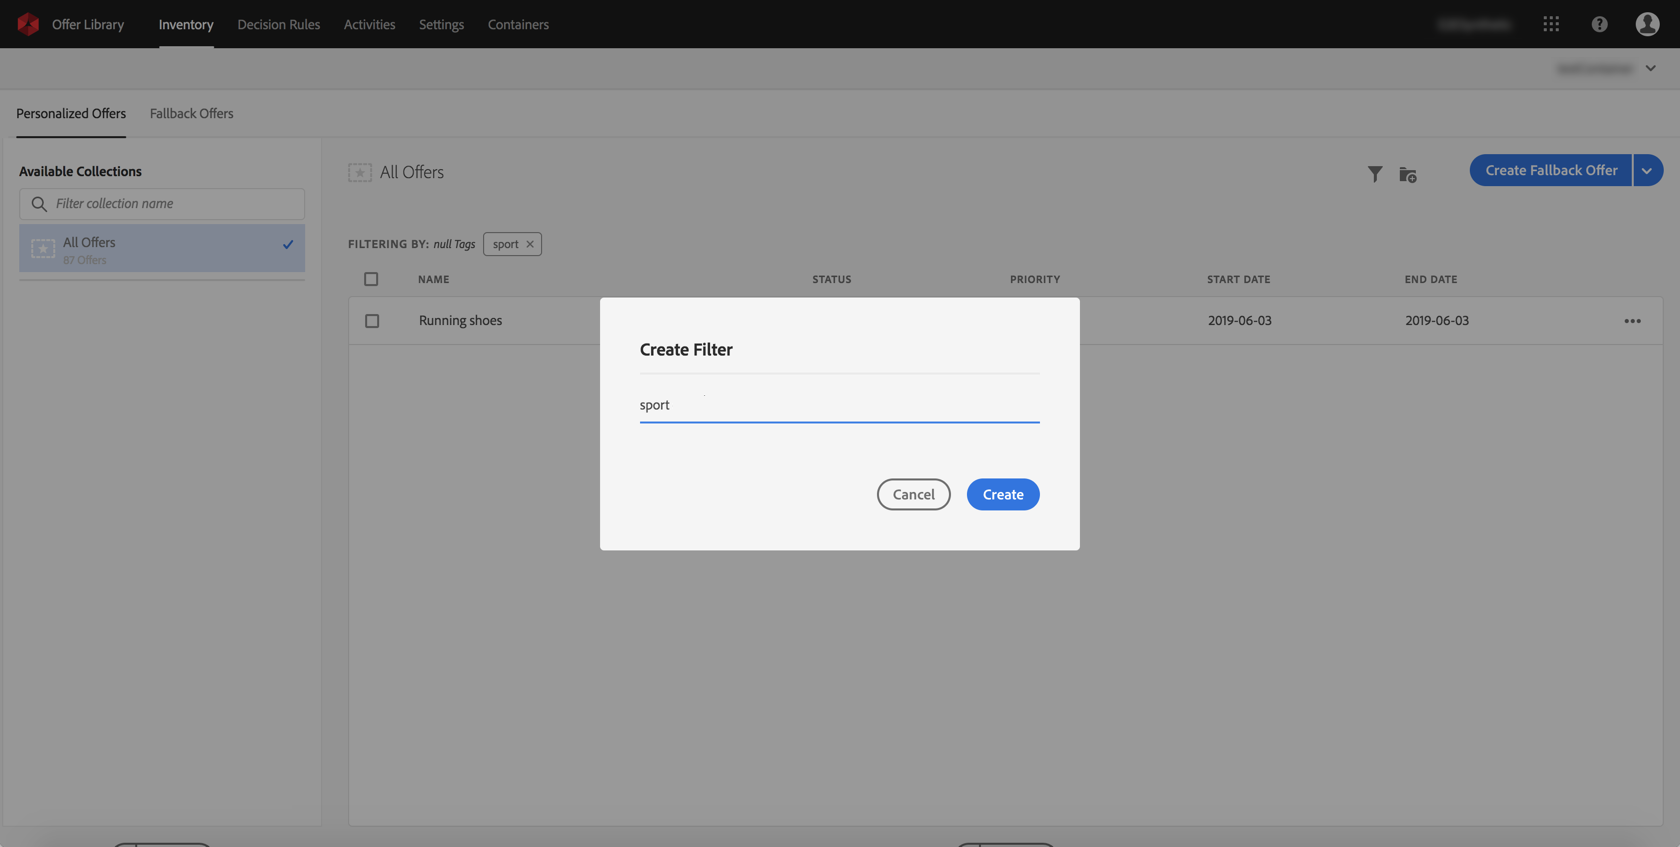 Offer Library
Inventory
Decision Rules
Activities
Settings
Containers
Personalized Offers
Fallback Offers
Available Collections
Filter collection name
All Offers
87 Offers
All Offers
Create Fallback Offer
FILTERING BY: null Tags sport ×
NAME STATUS PRIORITY START DATE END DATE
Running shoes 2019-06-03 2019-06-03
Create Filter
sport
Cancel Create